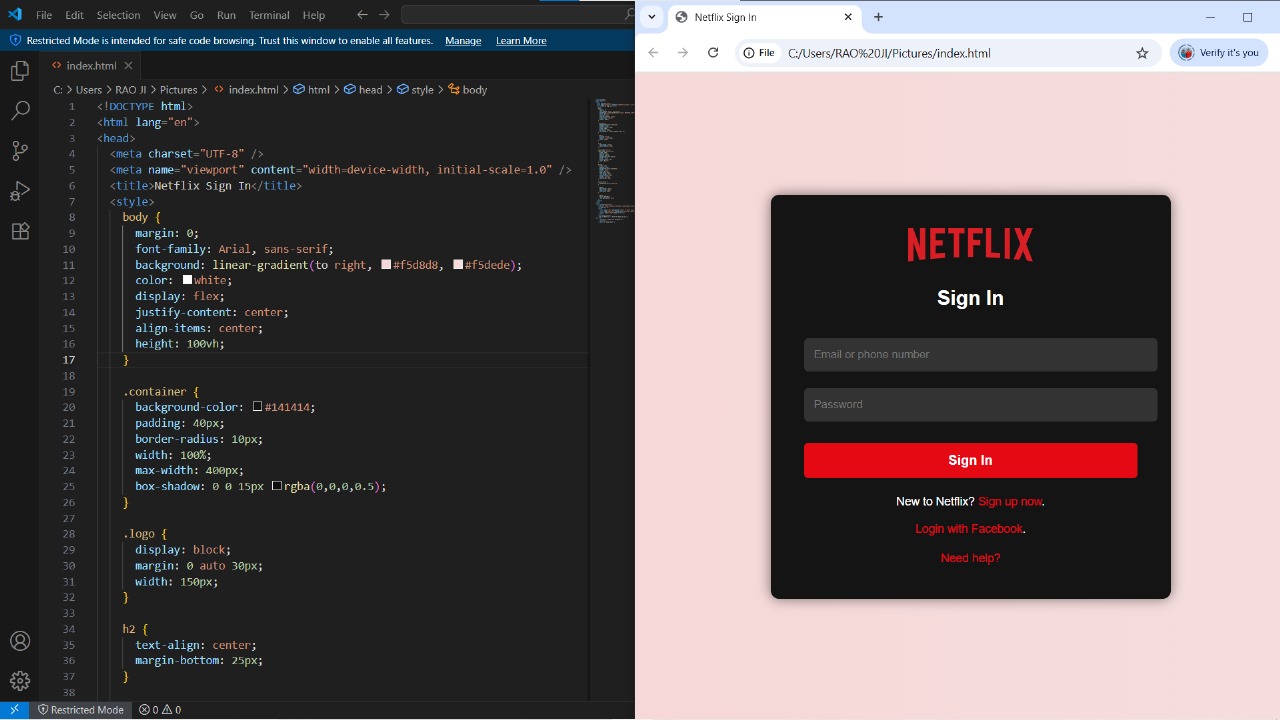 File Edit Selection View Go Run Terminal Help
Restricted Mode is intended for safe code browsing. Trust this window to enable all features. Manage Learn More
index.html
C: > Users > RAO JI > Pictures > index.html > html > head > style > body
1 <!DOCTYPE html>
2 <html lang="en">
3 <head>
4 <meta charset="UTF-8" />
5 <meta name="viewport" content="width=device-width, initial-scale=1.0" />
6 <title>Netflix Sign In</title>
7 <style>
8 body {
9 margin: 0;
10 font-family: Arial, sans-serif;
11 background: linear-gradient(to right, #f5d8d8, #f5dede);
12 color: white;
13 display: flex;
14 justify-content: center;
15 align-items: center;
16 height: 100vh;
17 }
18
19 .container {
20 background-color: #141414;
21 padding: 40px;
22 border-radius: 10px;
23 width: 100%;
24 max-width: 400px;
25 box-shadow: 0 0 15px rgba(0,0,0,0.5);
26 }
27
28 .logo {
29 display: block;
30 margin: 0 auto 30px;
31 width: 150px;
32 }
33
34 h2 {
35 text-align: center;
36 margin-bottom: 25px;
37 }
38
Restricted Mode 0 0
Netflix Sign In
File C:/Users/RAO%20JI/Pictures/index.html Verify it's you
NETFLIX
Sign In
Email or phone number
Password
Sign In
New to Netflix? Sign up now.
Login with Facebook.
Need help?